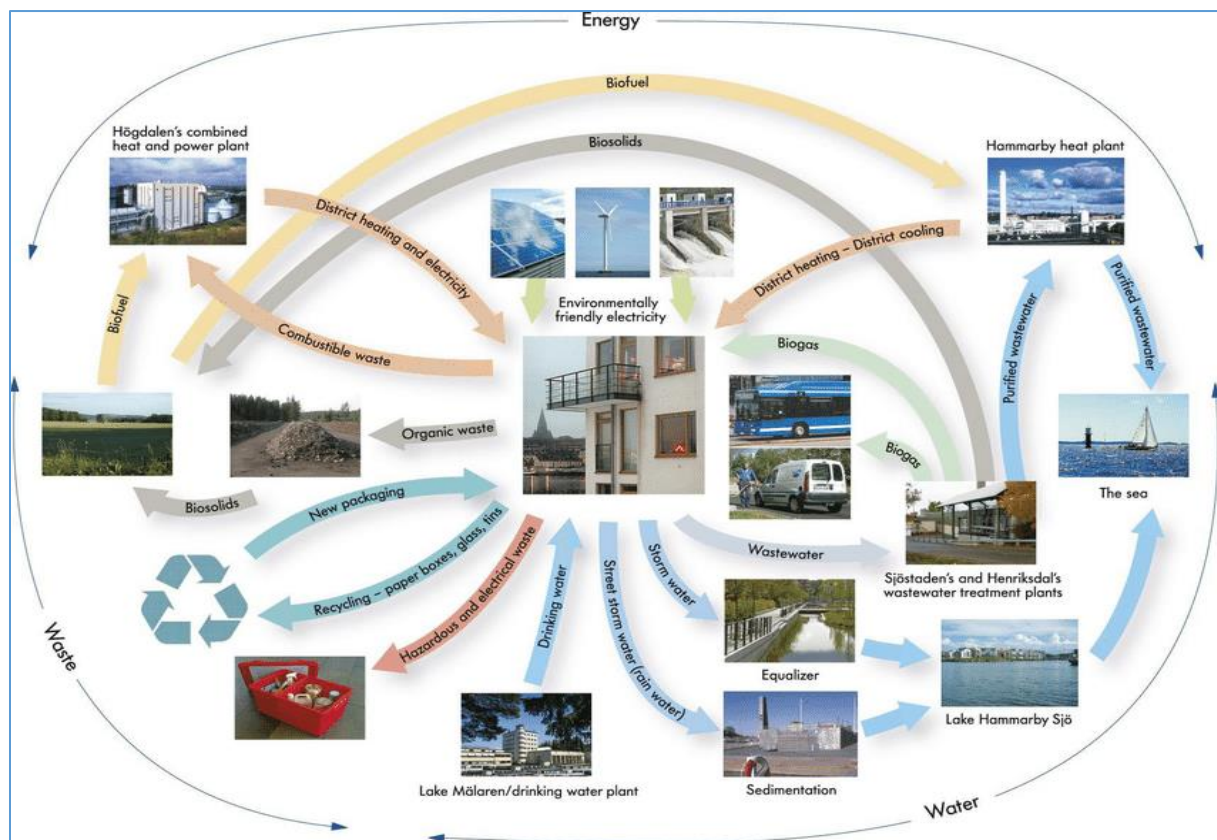 Energy
Biofuel
Högdalen's combined
heat and power plant
Biosolids
Hammarby heat plant
District heating and electricity
District heating – District cooling
Environmentally
friendly electricity
Biofuel
Combustible waste
Biogas
Purified wastewater
Purified wastewater
Organic waste
Biogas
Biosolids
New packaging
The sea
Recycling – paper boxes, glass, tins
Hazardous and electrical waste
Drinking water
Street storm water (rain water)
Storm water
Wastewater
Sjöstaden's and Henriksdal's
wastewater treatment plants
Waste
Equalizer
Lake Hammarby Sjö
Lake Mälaren/drinking water plant
Sedimentation
Water